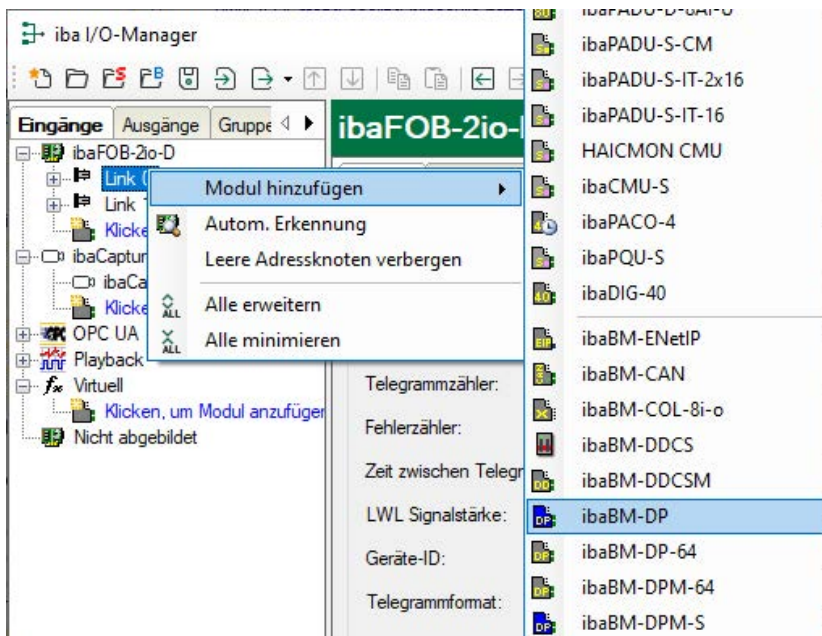 iba I/O-Manager
Eingänge Ausgänge Gruppe
ibaFOB-2io-D
Link
Link
Klicke
ibaCaptur
ibaCa
Klicke
OPC UA
Playback
Virtuell
Klicken, um Modul anzufüger
Nicht abgebildet
Modul hinzufügen
Autom. Erkennung
Leere Adressknoten verbergen
ALL Alle erweitern
ALL Alle minimieren
ibaFOB-2io-
Telegrammzähler:
Fehlerzähler:
Zeit zwischen Telegr
LWL Signalstärke:
Geräte-ID:
Telegrammformat:
ibaPADU-D-8AI-U
ibaPADU-S-CM
ibaPADU-S-IT-2x16
ibaPADU-S-IT-16
HAICMON CMU
ibaCMU-S
ibaPACO-4
ibaPQU-S
ibaDIG-40
ibaBM-ENetIP
ibaBM-CAN
ibaBM-COL-8i-o
ibaBM-DDCS
ibaBM-DDCSM
ibaBM-DP
ibaBM-DP-64
ibaBM-DPM-64
ibaBM-DPM-S